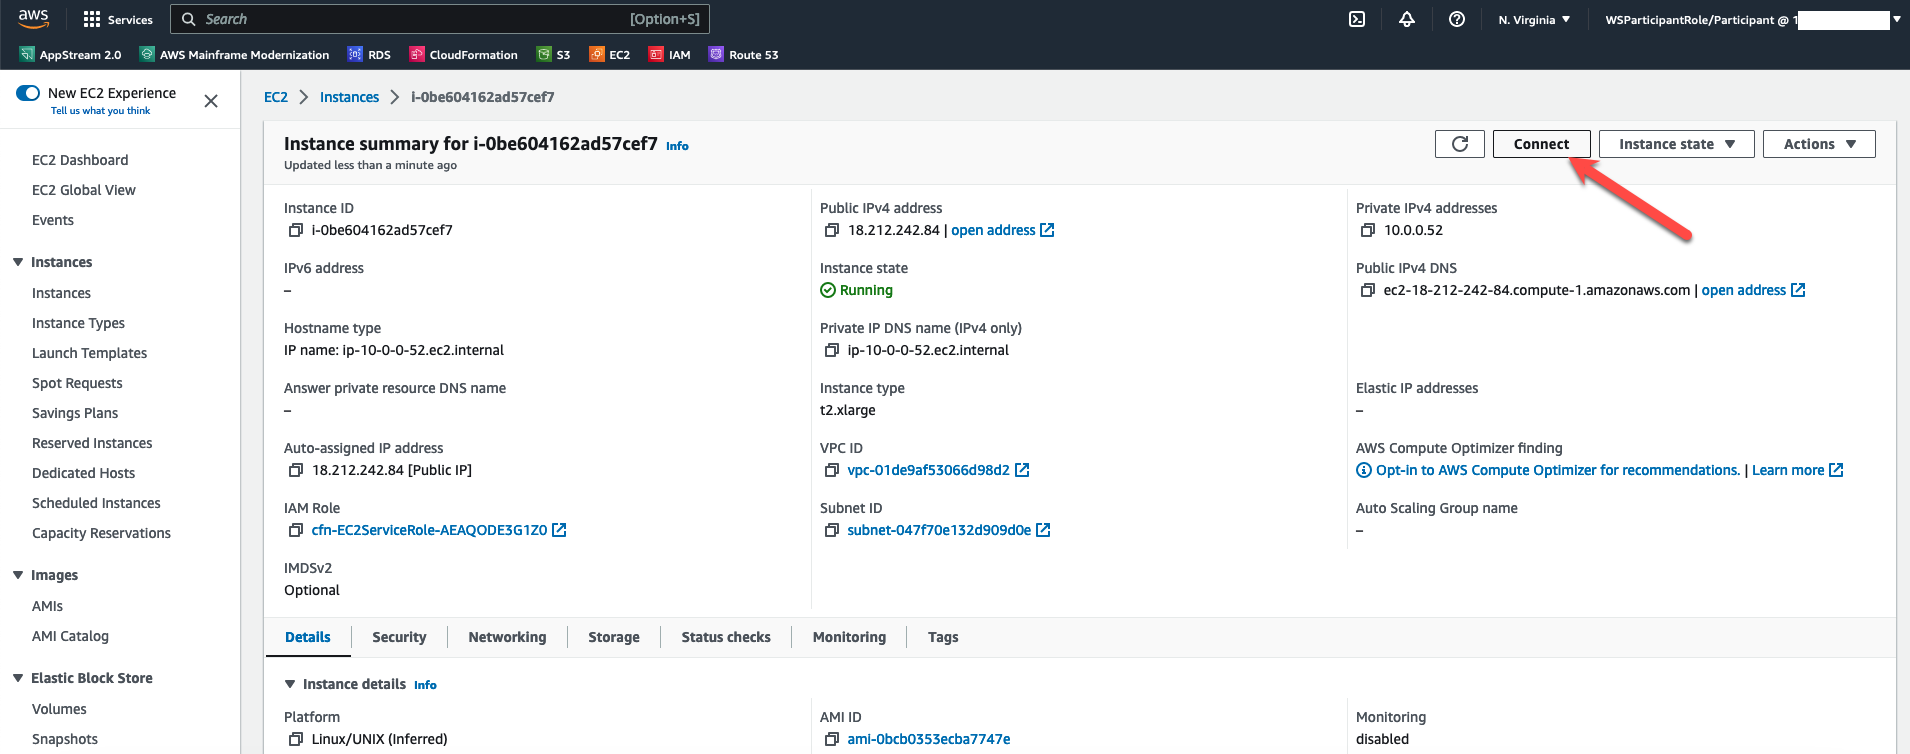 aws Services Search [Option+S] N. Virginia WSParticipantRole/Participant @ 1
AppStream 2.0 AWS Mainframe Modernization RDS CloudFormation S3 EC2 IAM Route 53
New EC2 Experience
Tell us what you think
EC2 Dashboard
EC2 Global View
Events
Instances
Instances
Instance Types
Launch Templates
Spot Requests
Savings Plans
Reserved Instances
Dedicated Hosts
Scheduled Instances
Capacity Reservations
Images
AMIs
AMI Catalog
Elastic Block Store
Volumes
Snapshots
EC2 Instances i-0be604162ad57cef7
Instance summary for i-0be604162ad57cef7 Info
Updated less than a minute ago
Connect Instance state Actions
Instance ID
i-0be604162ad57cef7
Public IPv4 address
18.212.242.84 | open address
Private IPv4 addresses
10.0.0.52
IPv6 address
–
Instance state
Running
Public IPv4 DNS
ec2-18-212-242-84.compute-1.amazonaws.com | open address
Hostname type
IP name: ip-10-0-0-52.ec2.internal
Private IP DNS name (IPv4 only)
ip-10-0-0-52.ec2.internal
Answer private resource DNS name
–
Instance type
t2.xlarge
Elastic IP addresses
–
Auto-assigned IP address
18.212.242.84 [Public IP]
VPC ID
vpc-01de9af53066d98d2
AWS Compute Optimizer finding
Opt-in to AWS Compute Optimizer for recommendations. | Learn more
IAM Role
cfn-EC2ServiceRole-AEAQODE3G1Z0
Subnet ID
subnet-047f70e132d909d0e
Auto Scaling Group name
–
IMDSv2
Optional
Details Security Networking Storage Status checks Monitoring Tags
Instance details Info
Platform
Linux/UNIX (Inferred)
AMI ID
ami-0bcb0353ecba7747e
Monitoring
disabled